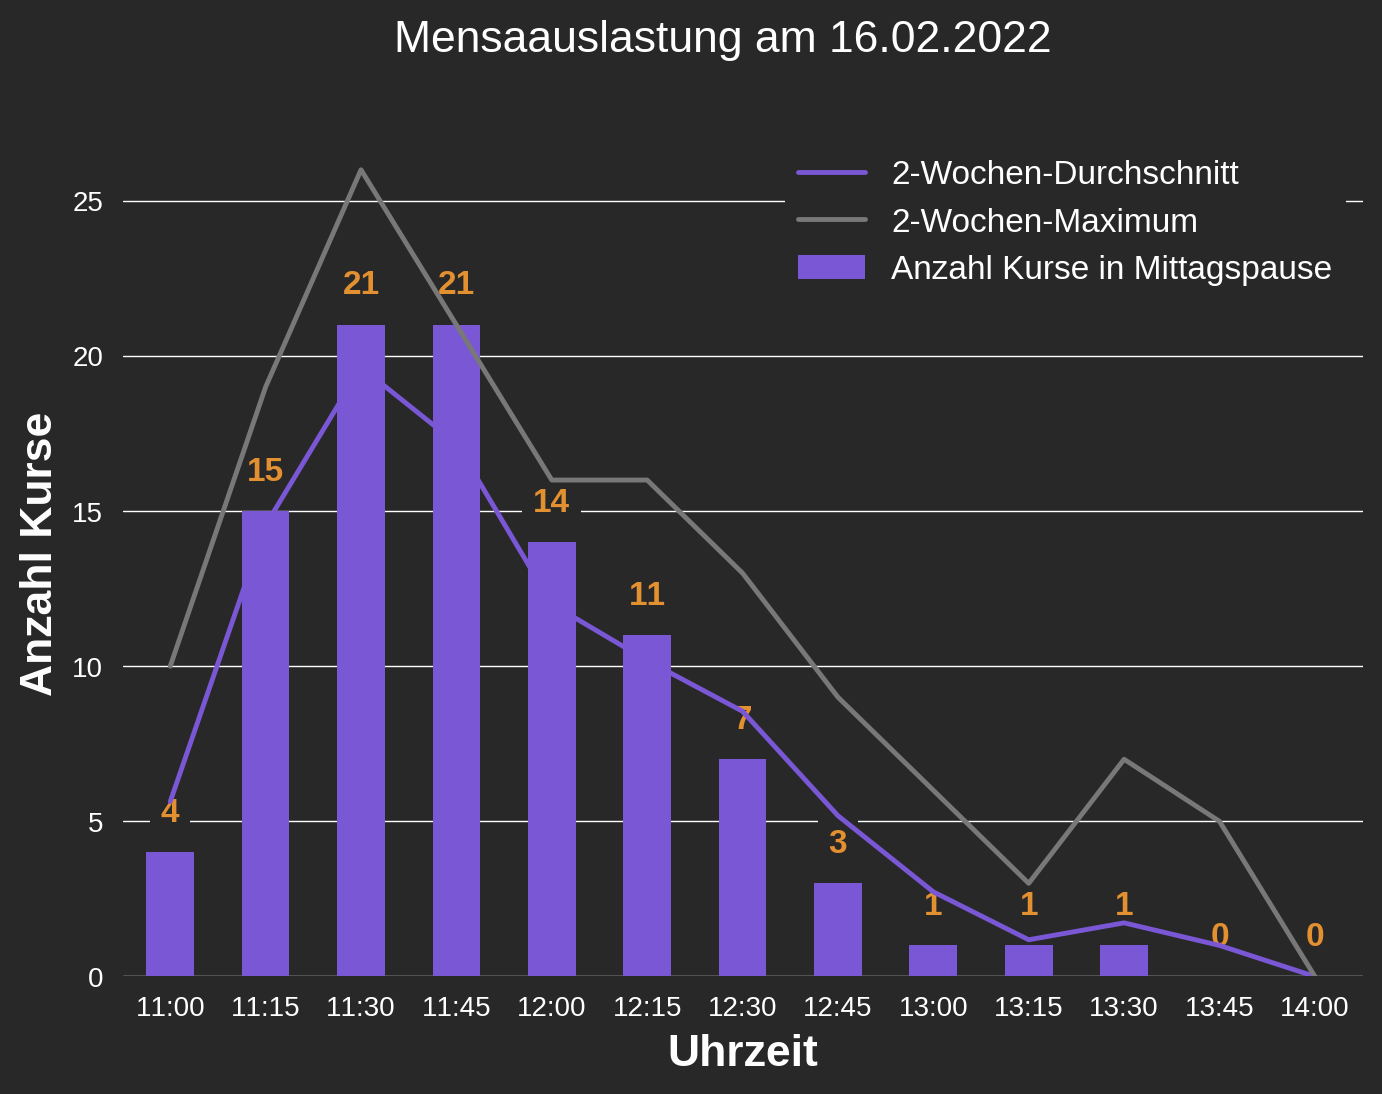 Mensaauslastung am 16.02.2022
2-Wochen-Durchschnitt
2-Wochen-Maximum
Anzahl Kurse in Mittagspause
Anzahl Kurse
25
20
15
10
5
0
4
15
21
21
14
11
7
3
1
1
1
0
0
11:00 11:15 11:30 11:45 12:00 12:15 12:30 12:45 13:00 13:15 13:30 13:45 14:00
Uhrzeit